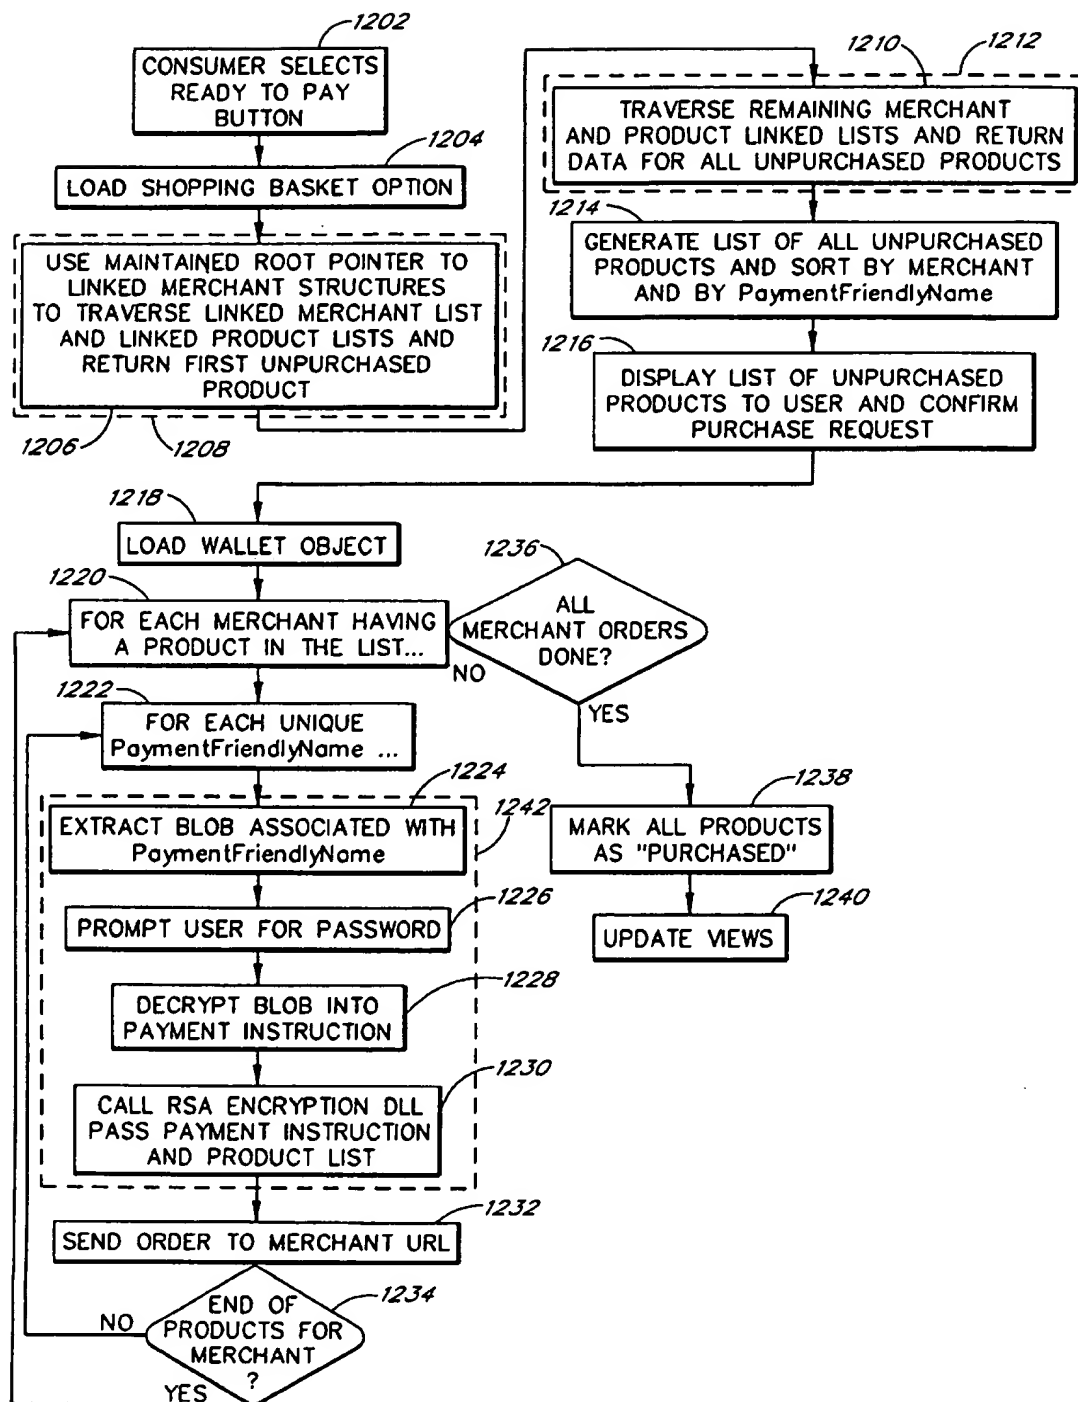 1202
CONSUMER SELECTS
READY TO PAY
BUTTON
1204
LOAD SHOPPING BASKET OPTION
USE MAINTAINED ROOT POINTER TO
LINKED MERCHANT STRUCTURES
TO TRAVERSE LINKED MERCHANT LIST
AND LINKED PRODUCT LISTS AND
RETURN FIRST UNPURCHASED
PRODUCT
1206
1208
1210
1212
TRAVERSE REMAINING MERCHANT
AND PRODUCT LINKED LISTS AND RETURN
DATA FOR ALL UNPURCHASED PRODUCTS
1214
GENERATE LIST OF ALL UNPURCHASED
PRODUCTS AND SORT BY MERCHANT
AND BY PaymentFriendlyName
1216
DISPLAY LIST OF UNPURCHASED
PRODUCTS TO USER AND CONFIRM
PURCHASE REQUEST
1218
LOAD WALLET OBJECT
1220
FOR EACH MERCHANT HAVING
A PRODUCT IN THE LIST...
1236
ALL
MERCHANT ORDERS
DONE?
NO
YES
1222
FOR EACH UNIQUE
PaymentFriendlyName ...
1224
1242
EXTRACT BLOB ASSOCIATED WITH
PaymentFriendlyName
1226
PROMPT USER FOR PASSWORD
1228
DECRYPT BLOB INTO
PAYMENT INSTRUCTION
1230
CALL RSA ENCRYPTION DLL
PASS PAYMENT INSTRUCTION
AND PRODUCT LIST
1232
SEND ORDER TO MERCHANT URL
1234
END OF
PRODUCTS FOR
MERCHANT
?
NO
YES
1238
MARK ALL PRODUCTS
AS "PURCHASED"
1240
UPDATE VIEWS